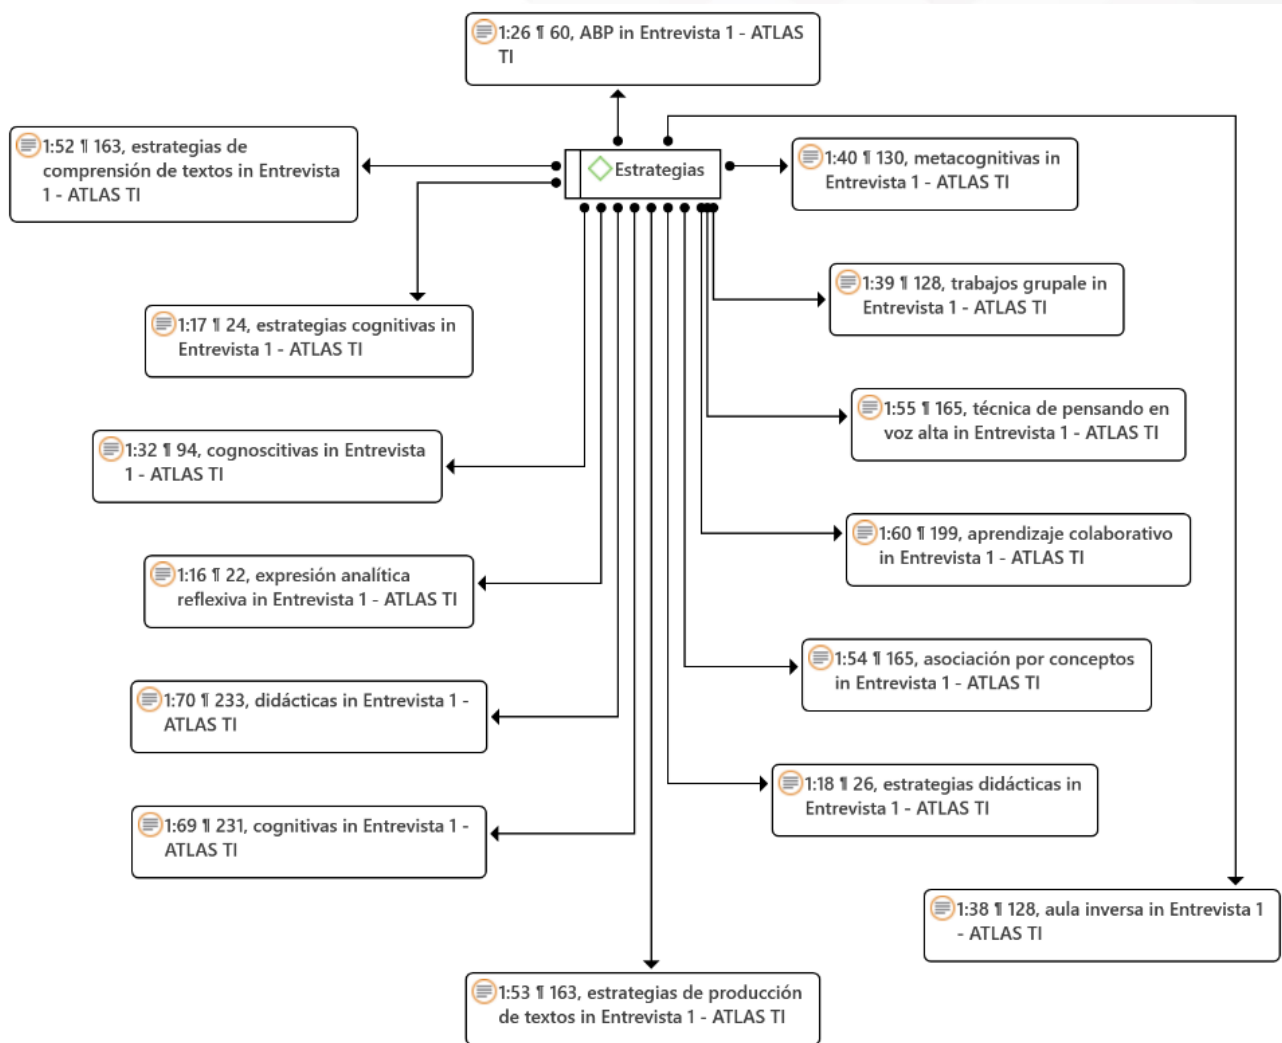 1:26 ¶ 60, ABP in Entrevista 1 - ATLAS
TI
1:52 ¶ 163, estrategias de
comprensión de textos in Entrevista
1 - ATLAS TI
Estrategias
1:40 ¶ 130, metacognitivas in
Entrevista 1 - ATLAS TI
1:39 ¶ 128, trabajos grupale in
Entrevista 1 - ATLAS TI
1:17 ¶ 24, estrategias cognitivas in
Entrevista 1 - ATLAS TI
1:55 ¶ 165, técnica de pensando en
voz alta in Entrevista 1 - ATLAS TI
1:32 ¶ 94, cognoscitivas in Entrevista
1 - ATLAS TI
1:60 ¶ 199, aprendizaje colaborativo
in Entrevista 1 - ATLAS TI
1:16 ¶ 22, expresión analítica
reflexiva in Entrevista 1 - ATLAS TI
1:54 ¶ 165, asociación por conceptos
in Entrevista 1 - ATLAS TI
1:70 ¶ 233, didácticas in Entrevista 1 -
ATLAS TI
1:18 ¶ 26, estrategias didácticas in
Entrevista 1 - ATLAS TI
1:69 ¶ 231, cognitivas in Entrevista 1 -
ATLAS TI
1:38 ¶ 128, aula inversa in Entrevista 1
- ATLAS TI
1:53 ¶ 163, estrategias de producción
de textos in Entrevista 1 - ATLAS TI